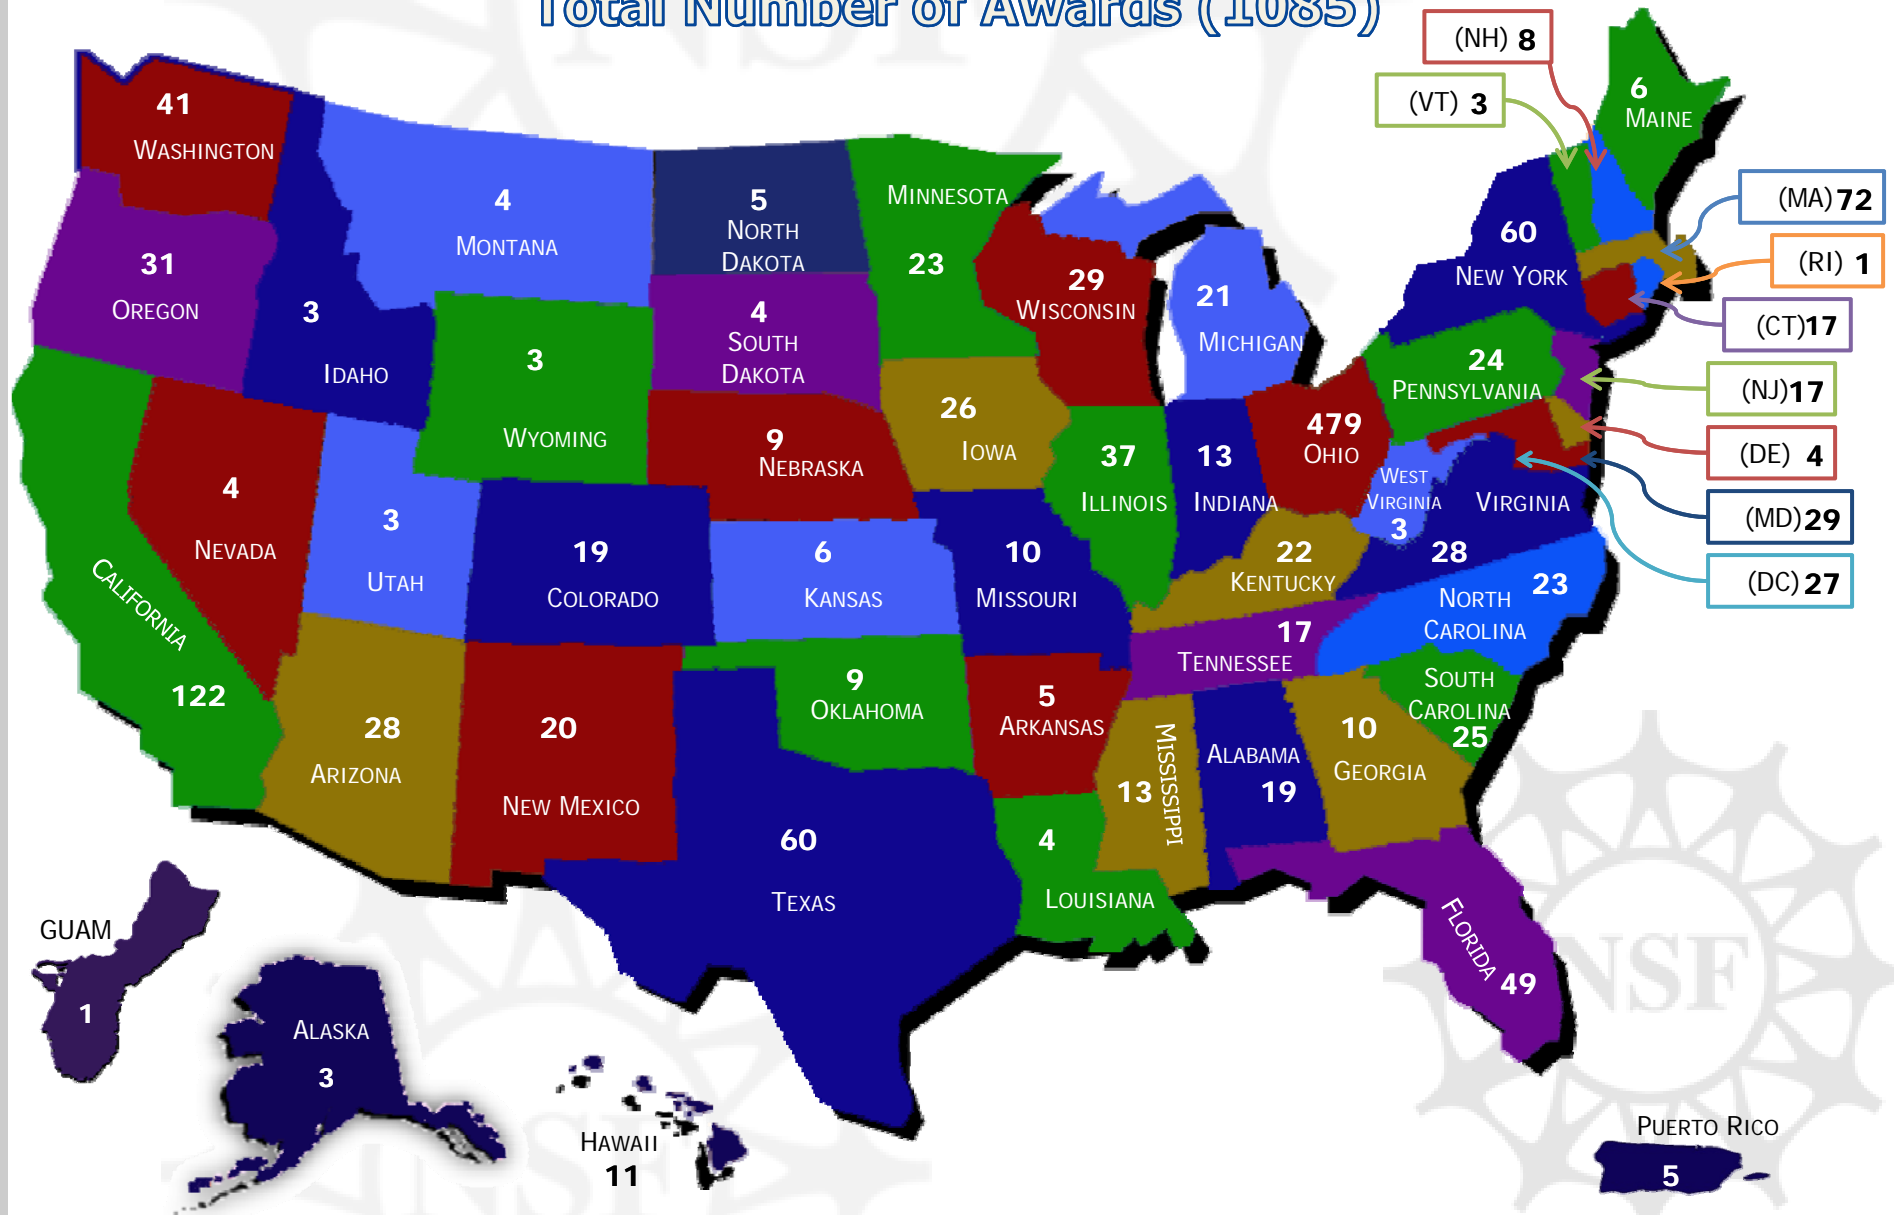 Total Number of Awards (1085)
(NH) 8
(VT) 3
6
MAINE
41
WASHINGTON
4
MONTANA
5
NORTH
DAKOTA
MINNESOTA
23
(MA) 72
60
NEW YORK
(RI) 1
(CT) 17
31
OREGON
3
IDAHO
29
WISCONSIN
21
MICHIGAN
4
SOUTH
DAKOTA
3
WYOMING
24
PENNSYLVANIA
(NJ) 17
26
IOWA
479
OHIO
(DE) 4
9
NEBRASKA
37
ILLINOIS
13
INDIANA
WEST
VIRGINIA
3
VIRGINIA
28
(MD) 29
4
NEVADA
3
UTAH
19
COLORADO
6
KANSAS
10
MISSOURI
22
KENTUCKY
(DC) 27
CALIFORNIA
122
23
NORTH
CAROLINA
17
TENNESSEE
28
ARIZONA
20
NEW MEXICO
9
OKLAHOMA
5
ARKANSAS
SOUTH
CAROLINA
25
MISSISSIPPI
13
ALABAMA
19
10
GEORGIA
60
TEXAS
4
LOUISIANA
FLORIDA
49
GUAM
1
ALASKA
3
HAWAII
11
PUERTO RICO
5
NSF
NSF
NSF